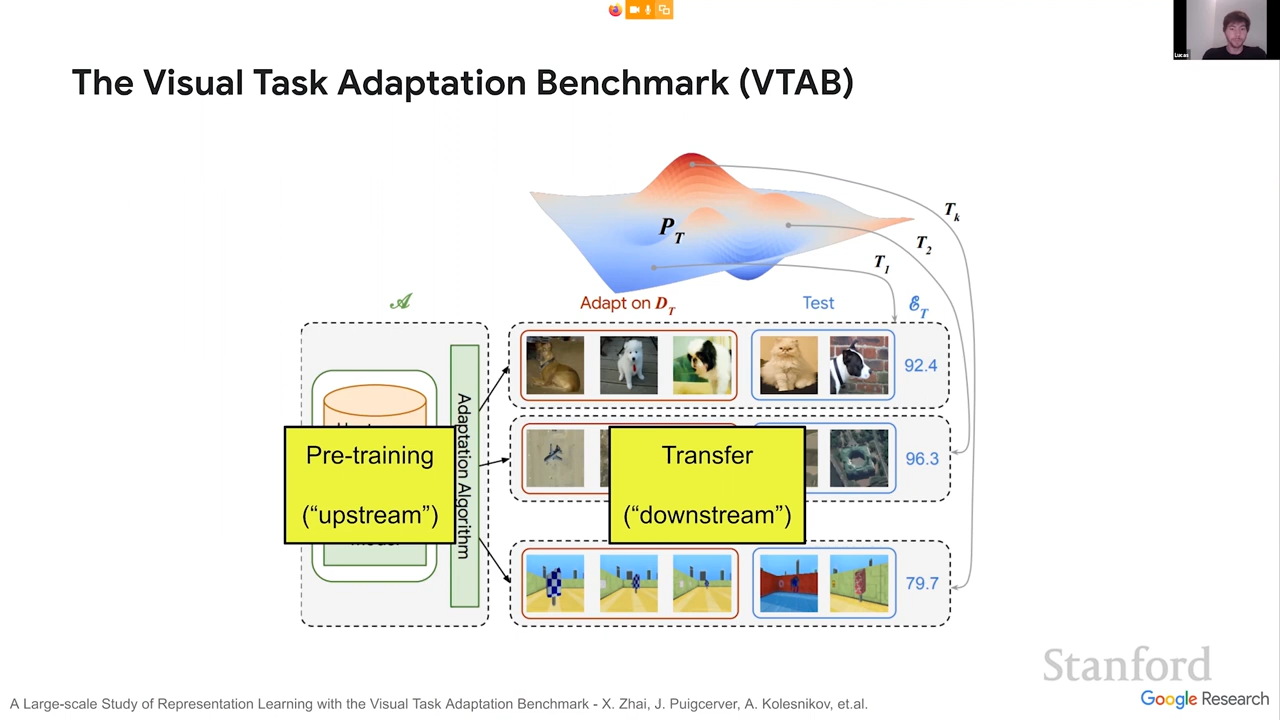 Lucas
The Visual Task Adaptation Benchmark (VTAB)
P_T
T_k
T_2
T_1
𝒜
Adapt on D_T
Test
ℰ_T
92.4
Adaptation Algorithm
Pre-training
(“upstream”)
Transfer
(“downstream”)
96.3
79.7
Stanford
Google Research
A Large-scale Study of Representation Learning with the Visual Task Adaptation Benchmark - X. Zhai, J. Puigcerver, A. Kolesnikov, et.al.